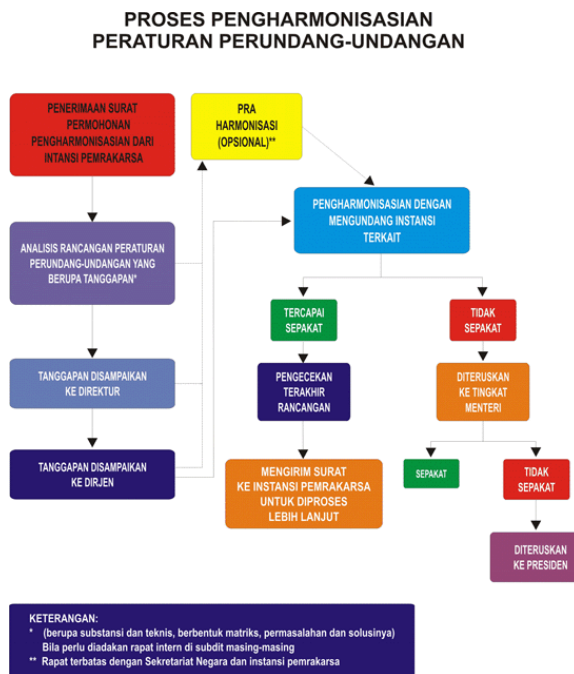 PROSES PENGHARMONISASIAN
PERATURAN PERUNDANG-UNDANGAN
PENERIMAAN SURAT
PERMOHONAN
PENGHARMONISASIAN DARI
INTANSI PEMRAKARSA
PRA
HARMONISASI
(OPSIONAL)**
ANALISIS RANCANGAN PERATURAN
PERUNDANG-UNDANGAN YANG
BERUPA TANGGAPAN*
PENGHARMONISASIAN DENGAN
MENGUNDANG INSTANSI
TERKAIT
TERCAPAI
SEPAKAT
TIDAK
SEPAKAT
TANGGAPAN DISAMPAIKAN
KE DIREKTUR
PENGECEKAN
TERAKHIR
RANCANGAN
DITERUSKAN
KE TINGKAT
MENTERI
TANGGAPAN DISAMPAIKAN
KE DIRJEN
MENGIRIM SURAT
KE INSTANSI PEMRAKARSA
UNTUK DIPROSES
LEBIH LANJUT
SEPAKAT
TIDAK
SEPAKAT
DITERUSKAN
KE PRESIDEN
KETERANGAN:
* (berupa substansi dan teknis, berbentuk matriks, permasalahan dan solusinya)
Bila perlu diadakan rapat intern di subdit masing-masing
** Rapat terbatas dengan Sekretariat Negara dan instansi pemrakarsa